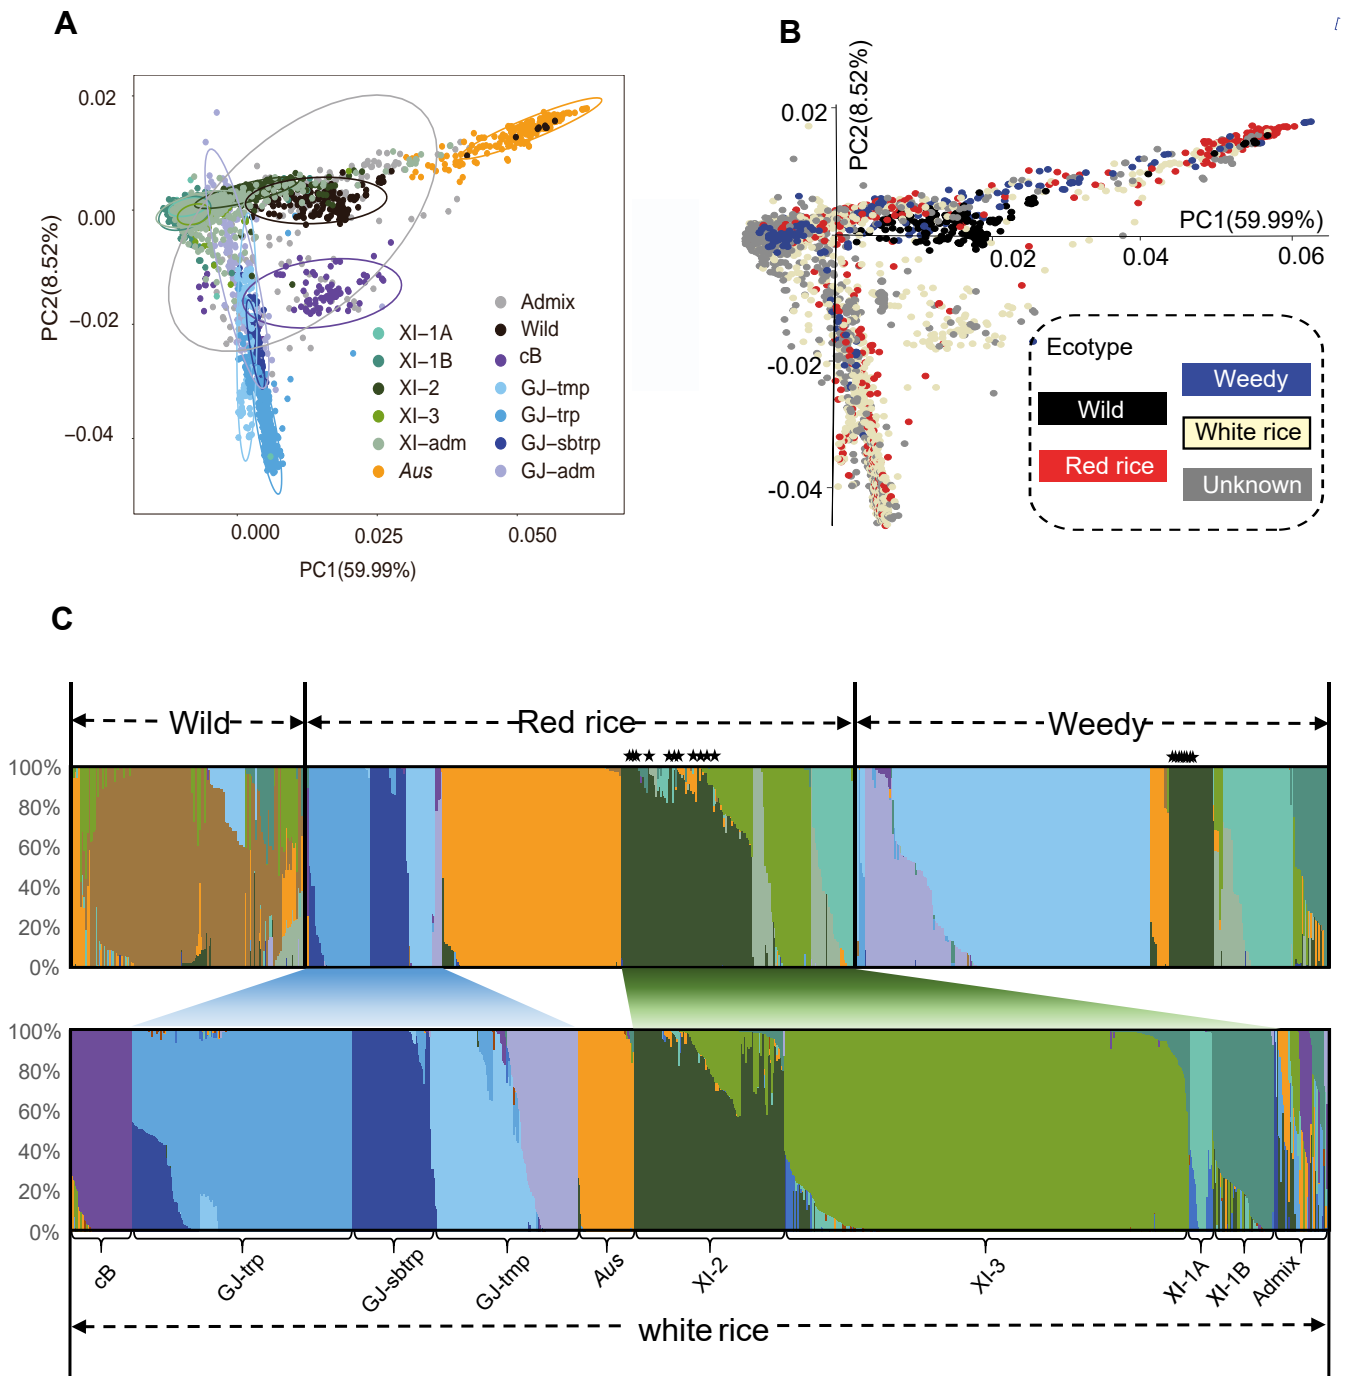 A
0.02
0.00
−0.02
−0.04
PC2(8.52%)
0.000
0.025
0.050
PC1(59.99%)
XI−1A
XI−1B
XI−2
XI−3
XI−adm
Aus
Admix
Wild
cB
GJ−tmp
GJ−trp
GJ−sbtrp
GJ−adm
B
PC2(8.52%)
0.02
-0.02
-0.04
PC1(59.99%)
0.02
0.04
0.06
Ecotype
Wild
Red rice
Weedy
White rice
Unknown
C
Wild
Red rice
Weedy
★★★ ★ ★★★ ★★★★
★★★★★★
100%
80%
60%
40%
20%
0%
100%
80%
60%
40%
20%
0%
cB
GJ-trp
GJ-sbtrp
GJ-tmp
Aus
XI-2
XI-3
XI-1A
XI-1B
Admix
white rice